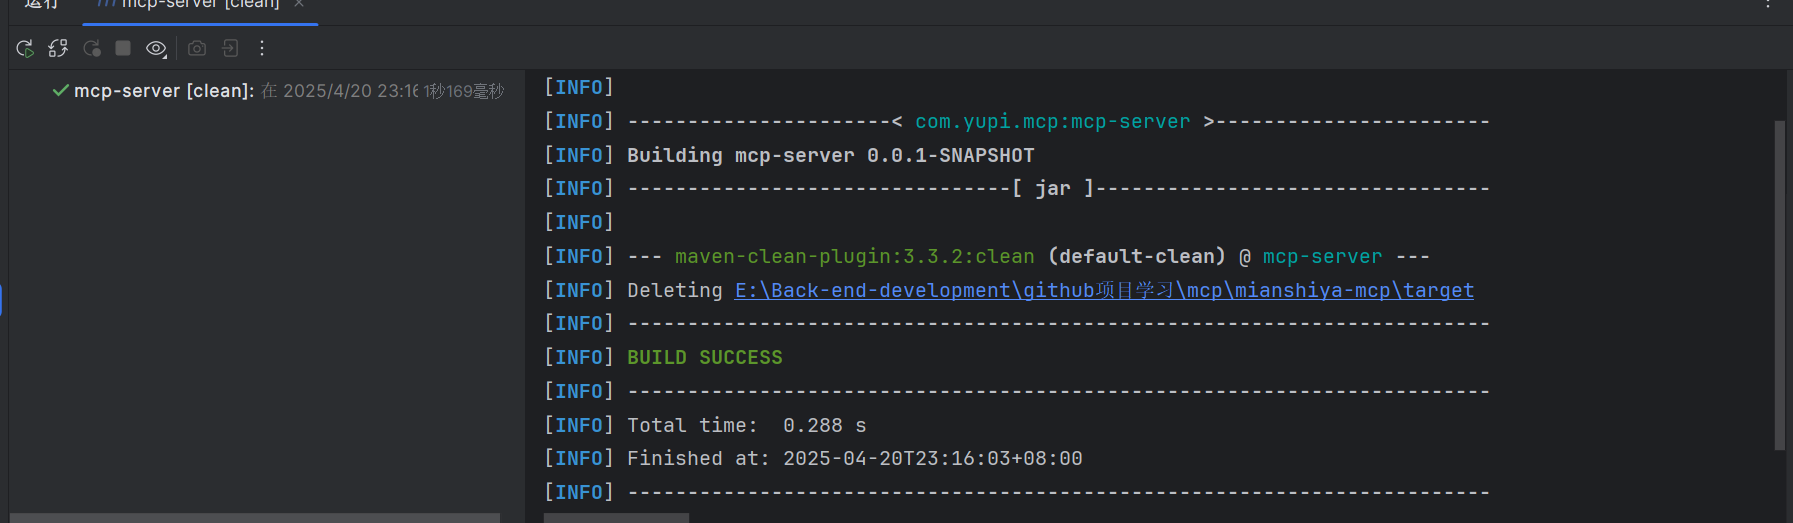 运行 mcp-server [clean] ×
mcp-server [clean]: 在 2025/4/20 23:16 1秒169毫秒
[INFO]
[INFO] ----------------------< com.yupi.mcp:mcp-server >-----------------------
[INFO] Building mcp-server 0.0.1-SNAPSHOT
[INFO] --------------------------------[ jar ]---------------------------------
[INFO]
[INFO] --- maven-clean-plugin:3.3.2:clean (default-clean) @ mcp-server ---
[INFO] Deleting E:\Back-end-development\github项目学习\mcp\mianshiya-mcp\target
[INFO] ------------------------------------------------------------------------
[INFO] BUILD SUCCESS
[INFO] ------------------------------------------------------------------------
[INFO] Total time:  0.288 s
[INFO] Finished at: 2025-04-20T23:16:03+08:00
[INFO] ------------------------------------------------------------------------